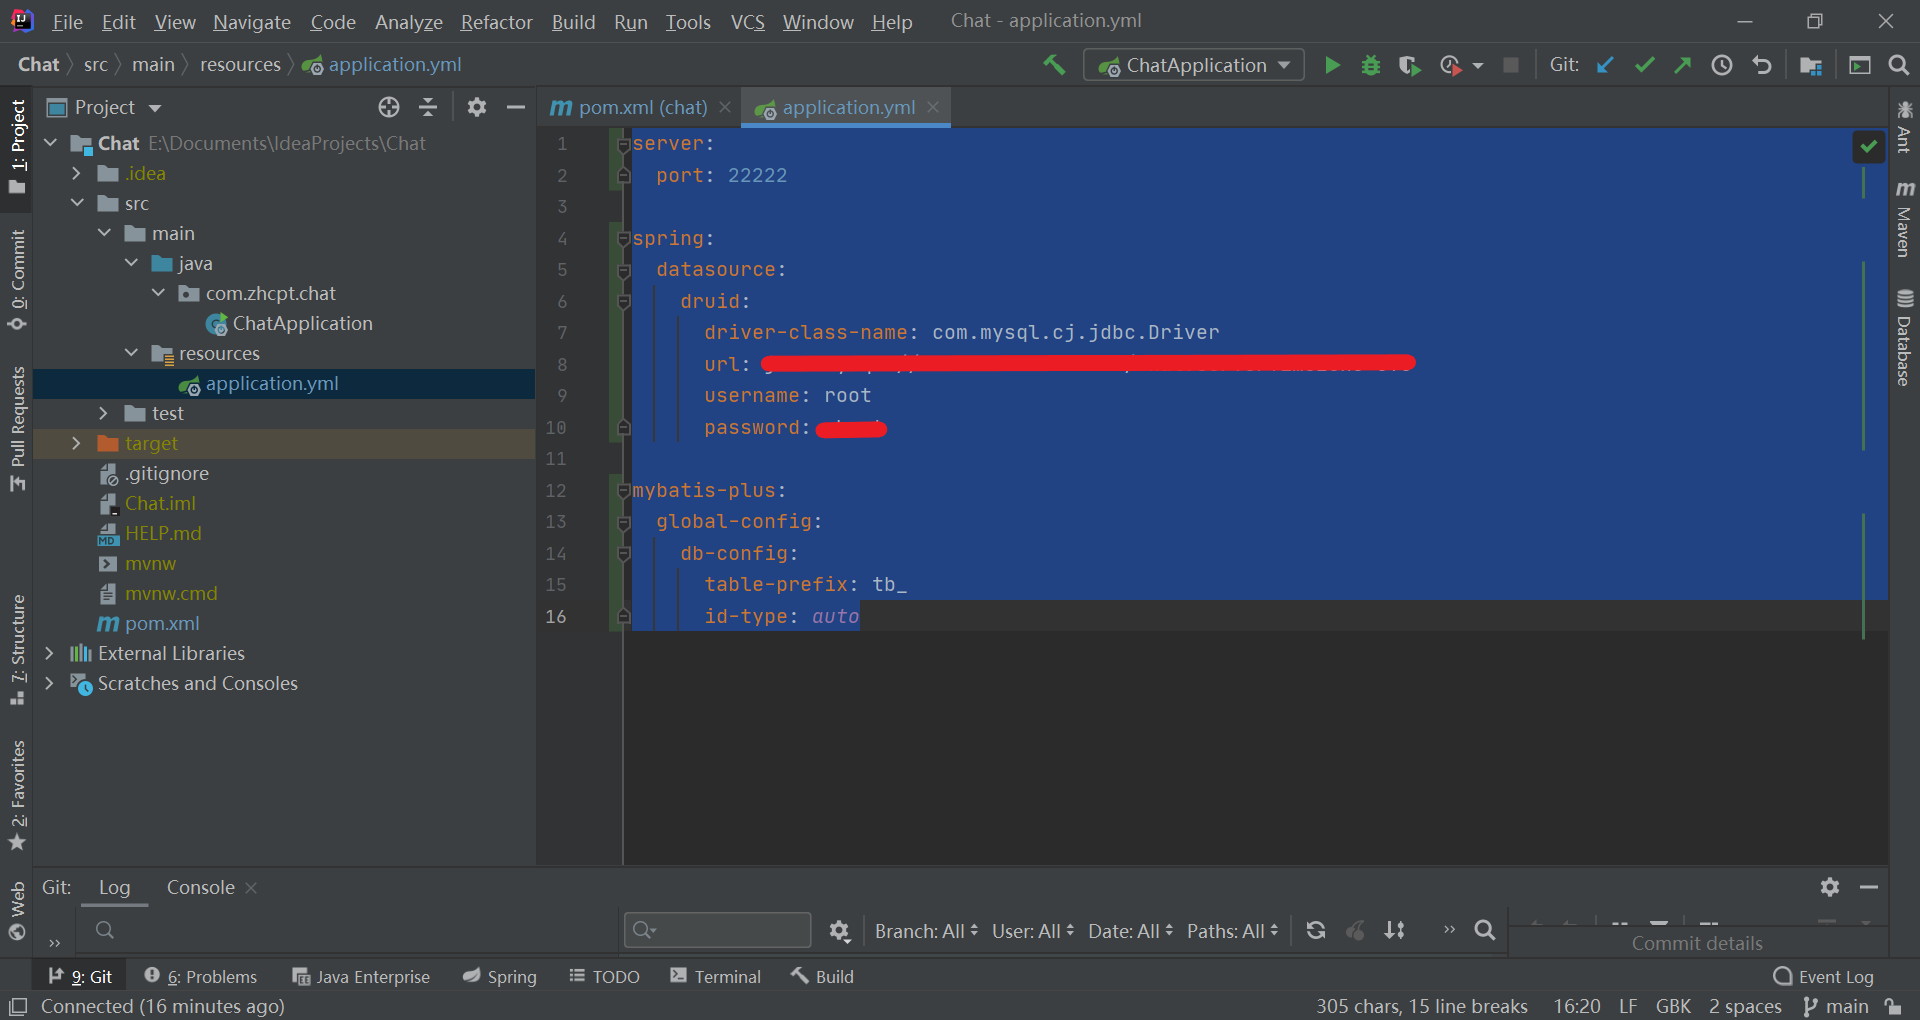 File Edit View Navigate Code Analyze Refactor Build Run Tools VCS Window Help Chat - application.yml
Chat src main resources application.yml ChatApplication Git:
1: Project
0: Commit
Pull Requests
7: Structure
2: Favorites
Web
Project
Chat E:\Documents\IdeaProjects\Chat
.idea
src
main
java
com.zhcpt.chat
ChatApplication
resources
application.yml
test
target
.gitignore
Chat.iml
HELP.md
mvnw
mvnw.cmd
pom.xml
External Libraries
Scratches and Consoles
pom.xml (chat) application.yml
1 server:
2 port: 22222
3
4 spring:
5 datasource:
6 druid:
7 driver-class-name: com.mysql.cj.jdbc.Driver
8 url:
9 username: root
10 password:
11
12 mybatis-plus:
13 global-config:
14 db-config:
15 table-prefix: tb_
16 id-type: auto
Ant
Maven
Database
Git: Log Console
Branch: All User: All Date: All Paths: All
Commit details
9: Git 6: Problems Java Enterprise Spring TODO Terminal Build Event Log
Connected (16 minutes ago) 305 chars, 15 line breaks 16:20 LF GBK 2 spaces main